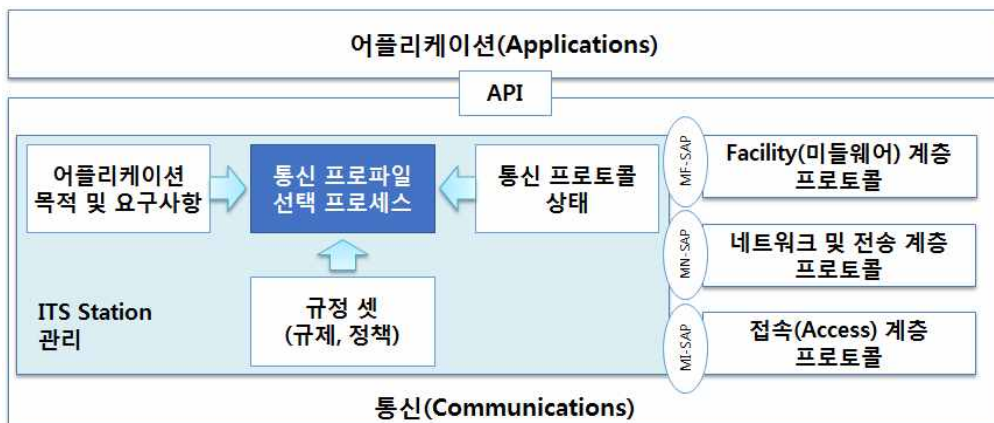 어플리케이션(Applications)
API
어플리케이션
목적 및 요구사항
통신 프로파일
선택 프로세스
통신 프로토콜
상태
규정 셋
(규제, 정책)
ITS Station
관리
MF-SAP
Facility(미들웨어) 계층
프로토콜
MN-SAP
네트워크 및 전송 계층
프로토콜
MI-SAP
접속(Access) 계층
프로토콜
통신(Communications)